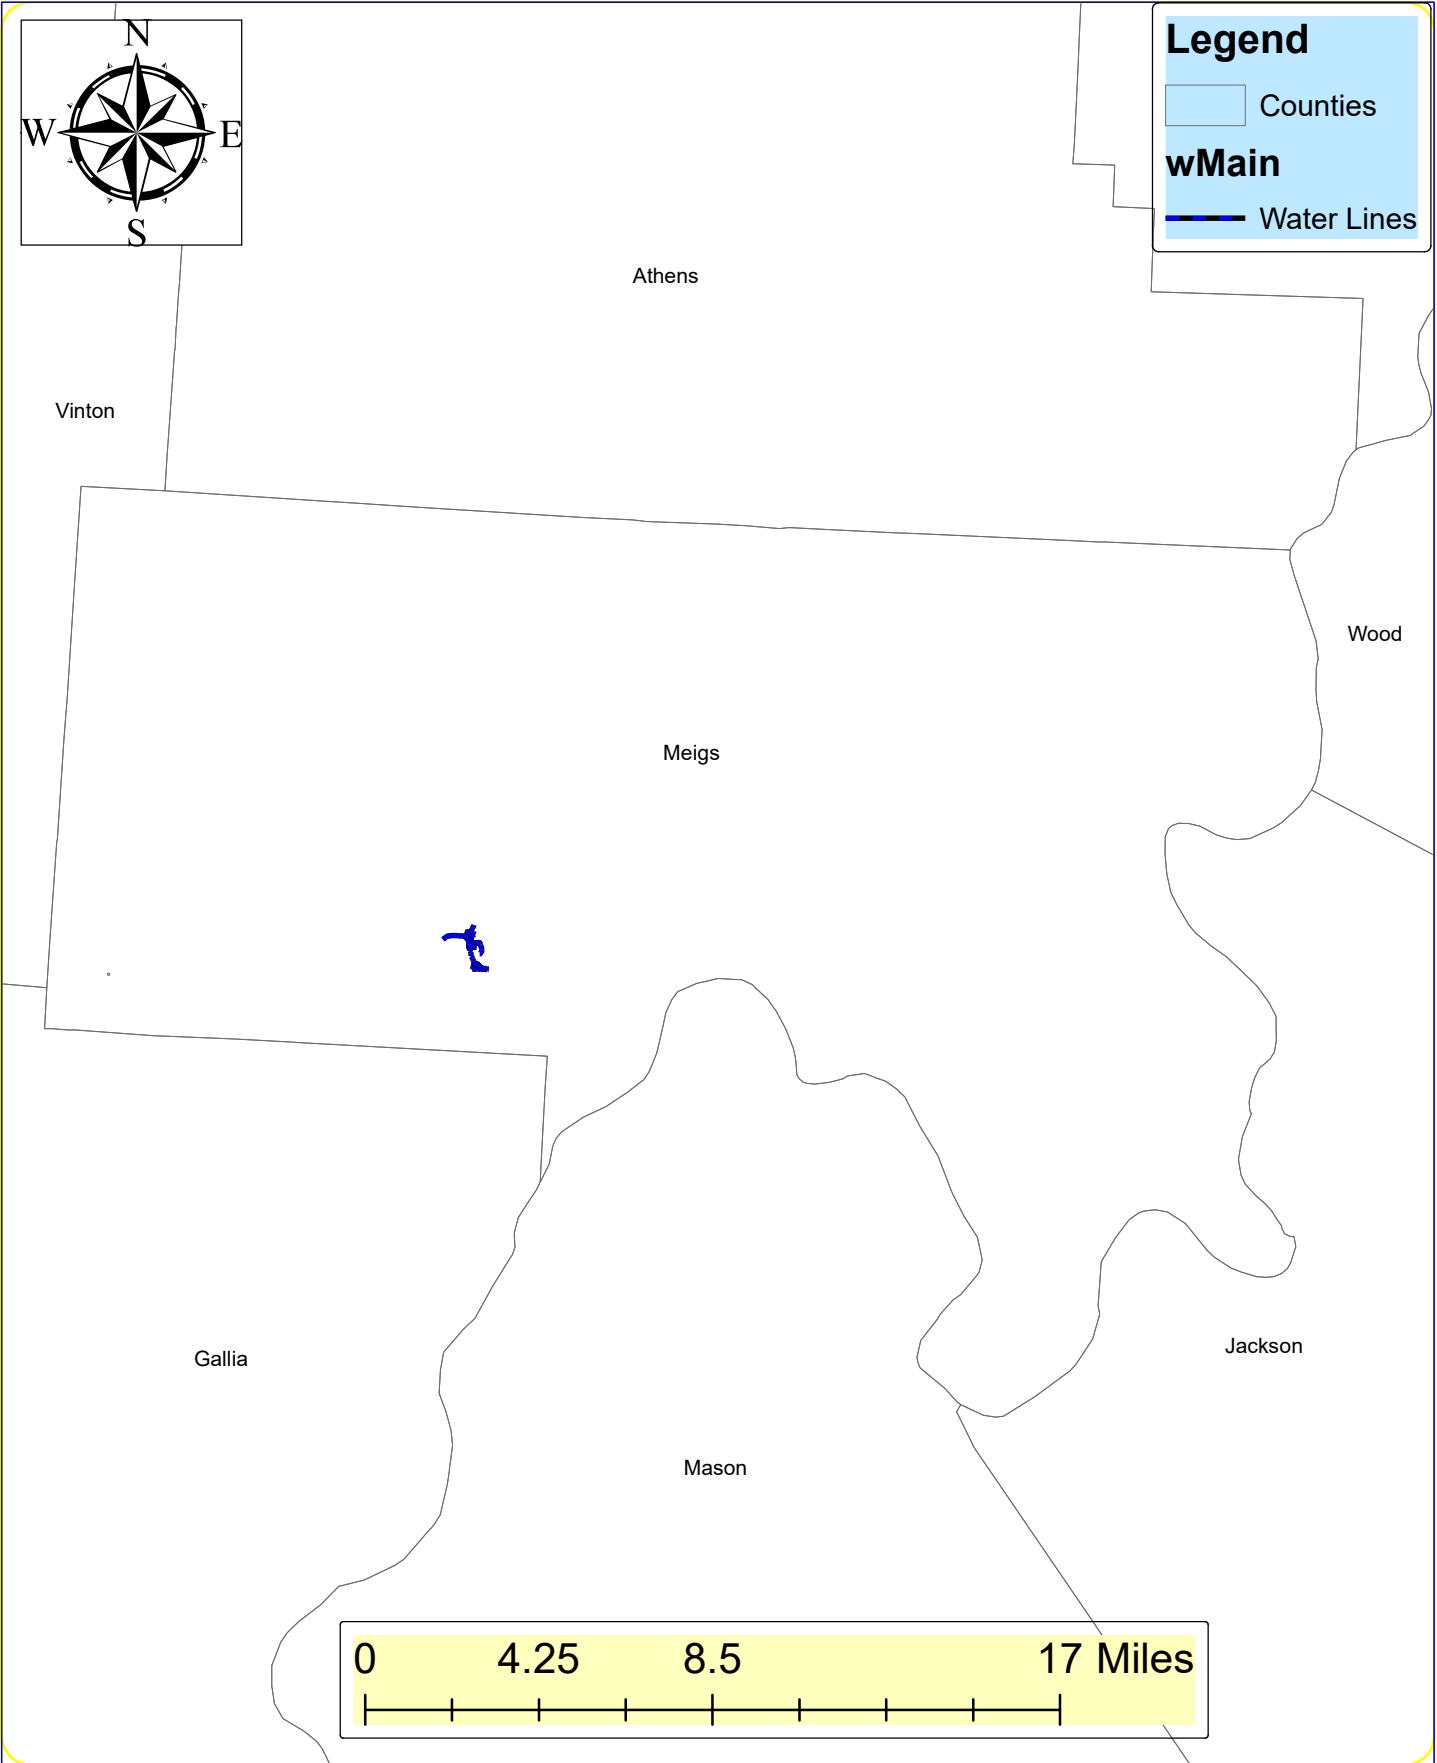 N
W E
S
Legend
Counties
wMain
Water Lines
Athens
Vinton
Wood
Meigs
Gallia
Jackson
Mason
0 4.25 8.5 17 Miles